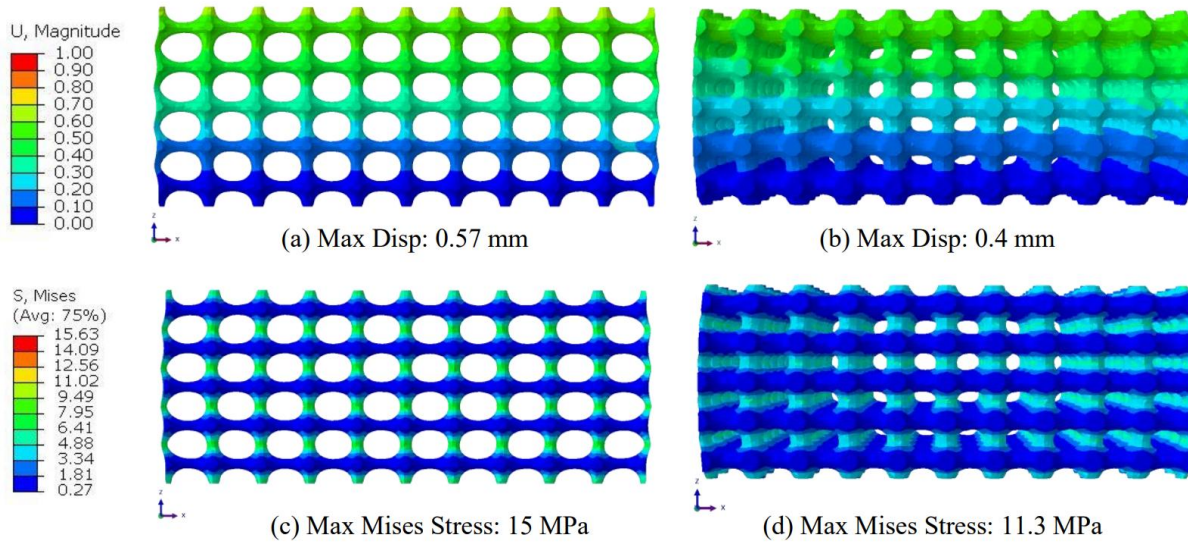 U, Magnitude
1.00
0.90
0.80
0.70
0.60
0.50
0.40
0.30
0.20
0.10
0.00
z
x
(a) Max Disp: 0.57 mm
z
x
(b) Max Disp: 0.4 mm
S, Mises
(Avg: 75%)
15.63
14.09
12.56
11.02
9.49
7.95
6.41
4.88
3.34
1.81
0.27
z
x
(c) Max Mises Stress: 15 MPa
z
x
(d) Max Mises Stress: 11.3 MPa